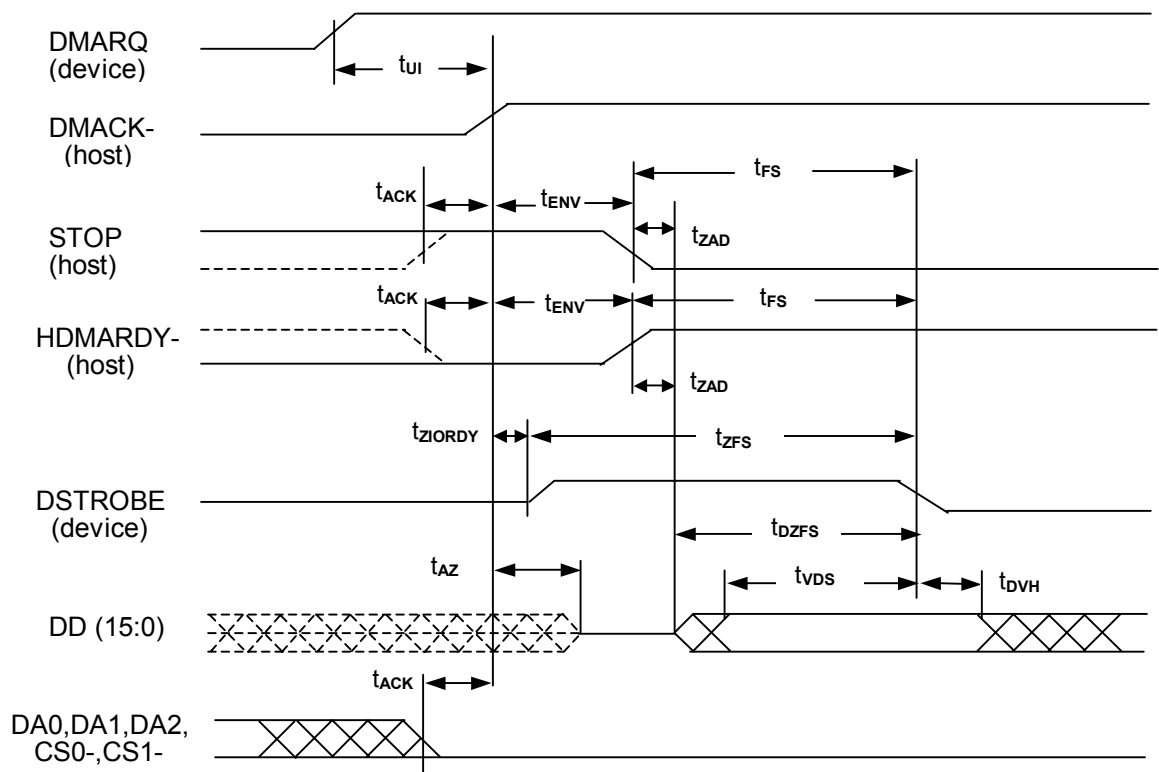 DMARQ
(device)
tUI
DMACK-
(host)
tFS
tACK
tENV
STOP
(host)
tZAD
tACK
tENV
tFS
HDMARDY-
(host)
tZAD
tZIORDY
tZFS
DSTROBE
(device)
tDZFS
tAZ
tVDS
tDVH
DD (15:0)
tACK
DA0,DA1,DA2,
CS0-,CS1-